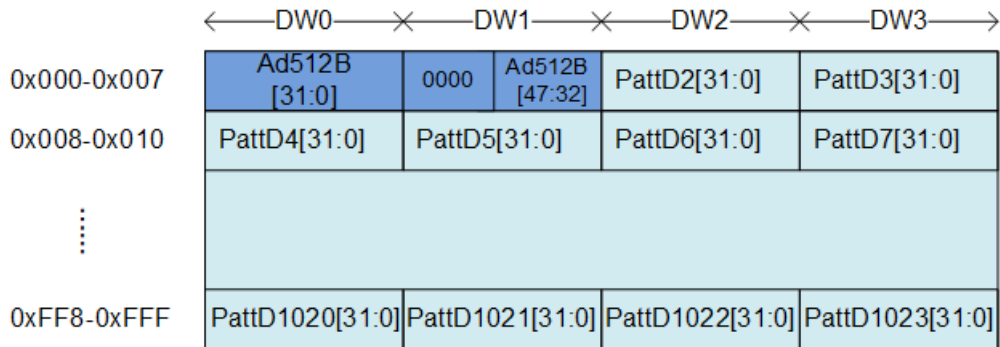 DW0 DW1 DW2 DW3
0x000-0x007 Ad512B [31:0] 0000 Ad512B [47:32] PattD2[31:0] PattD3[31:0]
0x008-0x010 PattD4[31:0] PattD5[31:0] PattD6[31:0] PattD7[31:0]
0xFF8-0xFFF PattD1020[31:0] PattD1021[31:0] PattD1022[31:0] PattD1023[31:0]